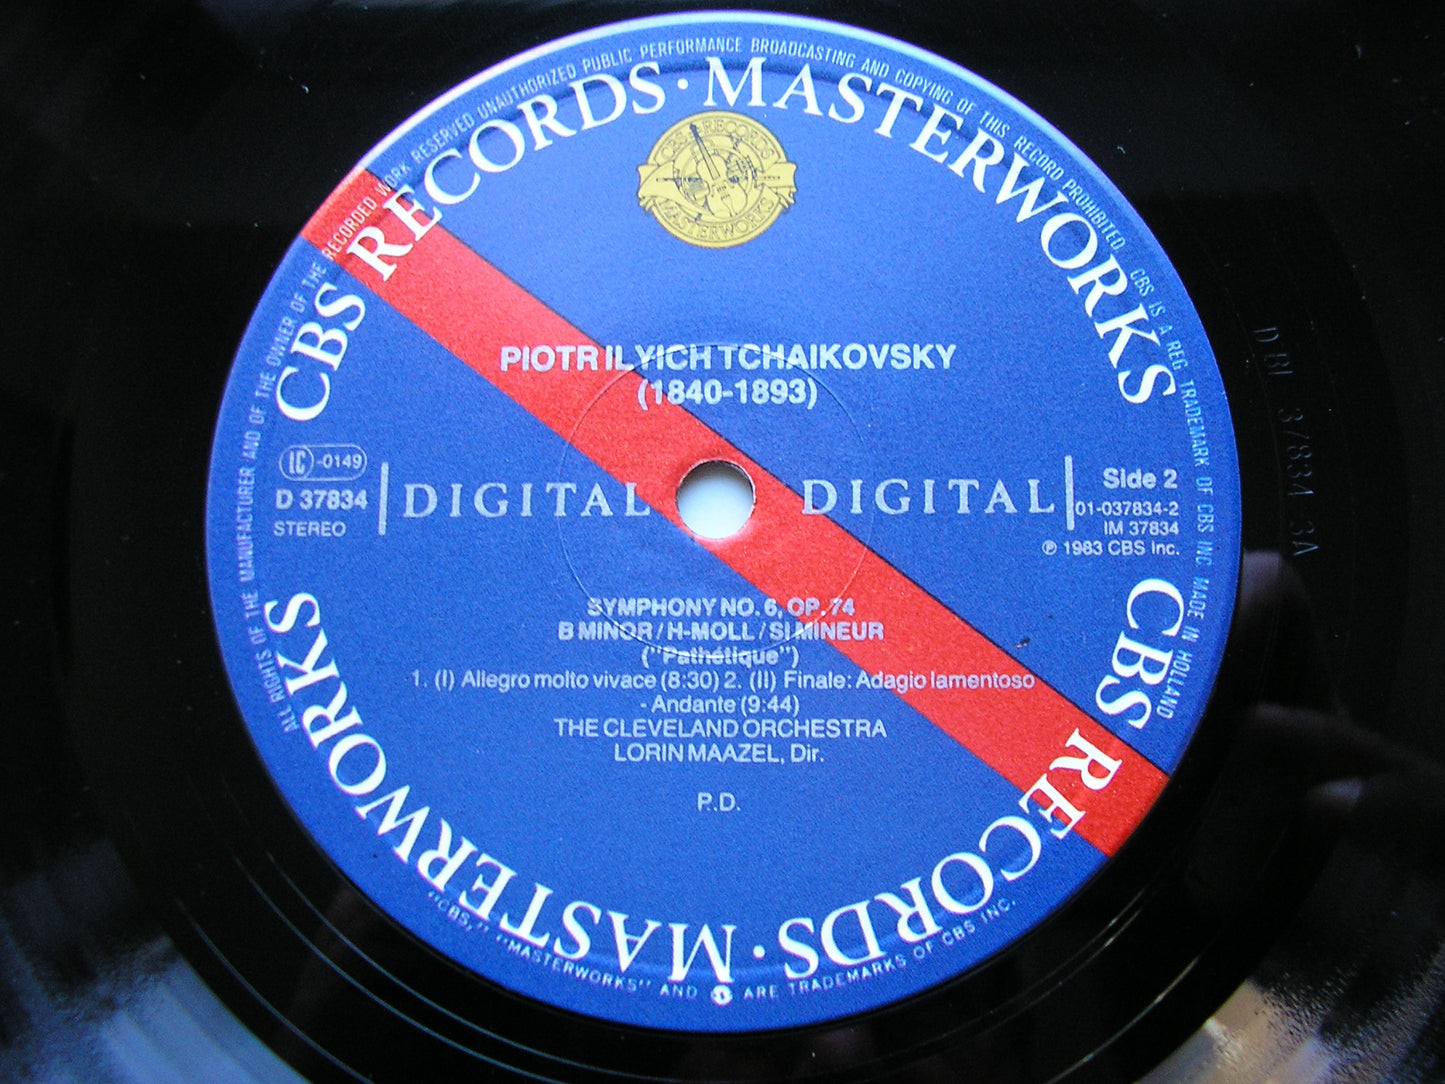 ALL RIGHTS OF THE MANUFACTURER AND OF THE OWNER OF THE RECORDED WORK RESERVED UNAUTHORIZED PUBLIC PERFORMANCE BROADCASTING AND COPYING OF THIS RECORD PROHIBITED CBS IS A REG TRADEMARK OF CBS INC MADE IN HOLLAND
CBS RECORDS · MASTERWORKS
CBS RECORDS
MASTERWORKS
PIOTR ILYICH TCHAIKOVSKY
(1840-1893)
LC-0149
D 37834
STEREO
DIGITAL
DIGITAL
Side 2
01-037834-2
IM 37834
℗ 1983 CBS Inc.
SYMPHONY NO. 6, OP. 74
B MINOR / H-MOLL / SI MINEUR
("Pathétique")
1. (I) Allegro molto vivace (8:30) 2. (II) Finale: Adagio lamentoso
- Andante (9:44)
THE CLEVELAND ORCHESTRA
LORIN MAAZEL, Dir.
P.D.
CBS RECORDS · MASTERWORKS
"CBS," "MASTERWORKS" AND ARE TRADEMARKS OF CBS INC.
37834 3A